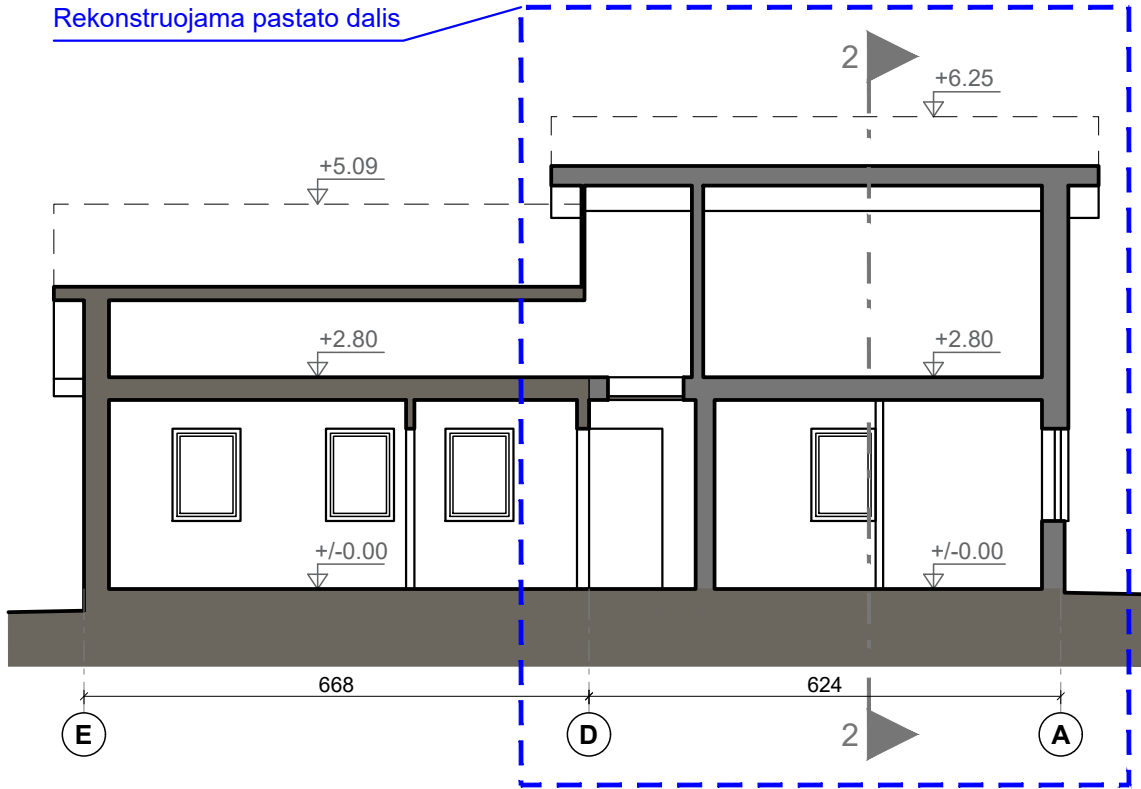 Rekonstruojama pastato dalis
2
+6.25
+5.09
+2.80
+2.80
+/-0.00
+/-0.00
668
624
E
D
2
A